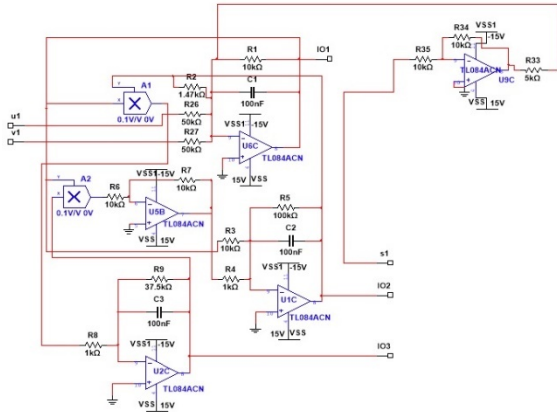 R1
10kΩ
IO1
R34
10kΩ
VSS1
-15V
R35
10kΩ
U9C
TL084ACN
VSS
15V
R33
5kΩ
A1
0.1V/V 0V
R2
1.47kΩ
C1
100nF
R26
50kΩ
R27
50kΩ
u1
v1
VSS1
-15V
U6C
TL084ACN
15V
VSS
A2
0.1V/V 0V
R6
10kΩ
VSS1
-15V
R7
10kΩ
U5B
TL084ACN
VSS
15V
R5
100kΩ
R3
10kΩ
C2
100nF
R4
1kΩ
VSS1
-15V
U1C
TL084ACN
VSS
15V
s1
IO2
R9
37.5kΩ
C3
100nF
R8
1kΩ
VSS1
-15V
U2C
TL084ACN
VSS
15V
IO3